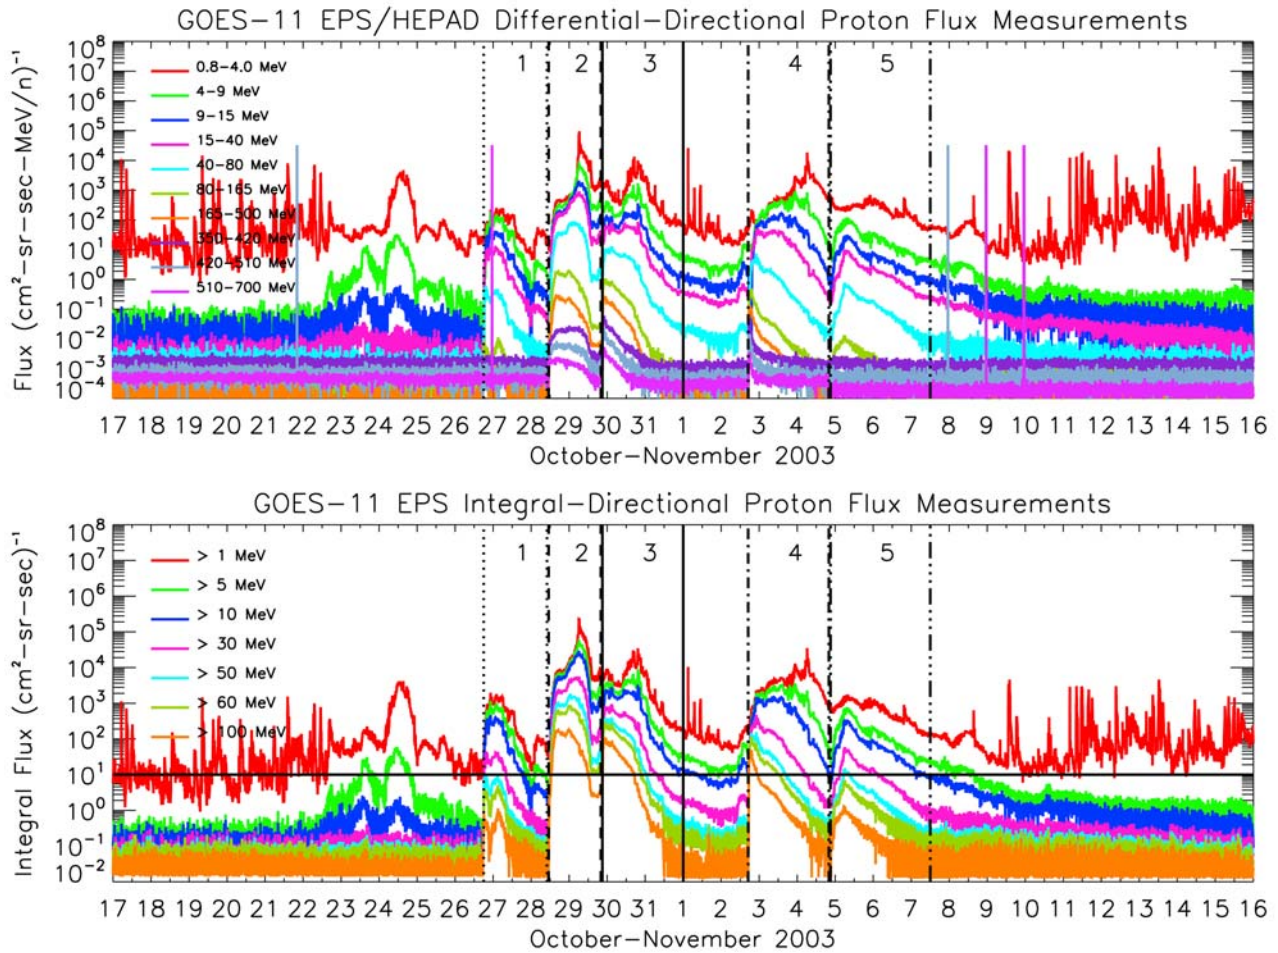 GOES-11 EPS/HEPAD Differential-Directional Proton Flux Measurements
10⁸
10⁷
10⁶
10⁵
10⁴
10³
10²
10¹
10⁰
10⁻¹
10⁻²
10⁻³
10⁻⁴
Flux (cm²-sr-sec-MeV/n)⁻¹
0.8-4.0 MeV
4-9 MeV
9-15 MeV
15-40 MeV
40-80 MeV
80-165 MeV
165-500 MeV
350-420 MeV
420-510 MeV
510-700 MeV
1 2 3 4 5
17 18 19 20 21 22 23 24 25 26 27 28 29 30 31 1 2 3 4 5 6 7 8 9 10 11 12 13 14 15 16
October-November 2003
GOES-11 EPS Integral-Directional Proton Flux Measurements
10⁸
10⁷
10⁶
10⁵
10⁴
10³
10²
10¹
10⁰
10⁻¹
10⁻²
Integral Flux (cm²-sr-sec)⁻¹
> 1 MeV
> 5 MeV
> 10 MeV
> 30 MeV
> 50 MeV
> 60 MeV
> 100 MeV
1 2 3 4 5
17 18 19 20 21 22 23 24 25 26 27 28 29 30 31 1 2 3 4 5 6 7 8 9 10 11 12 13 14 15 16
October-November 2003